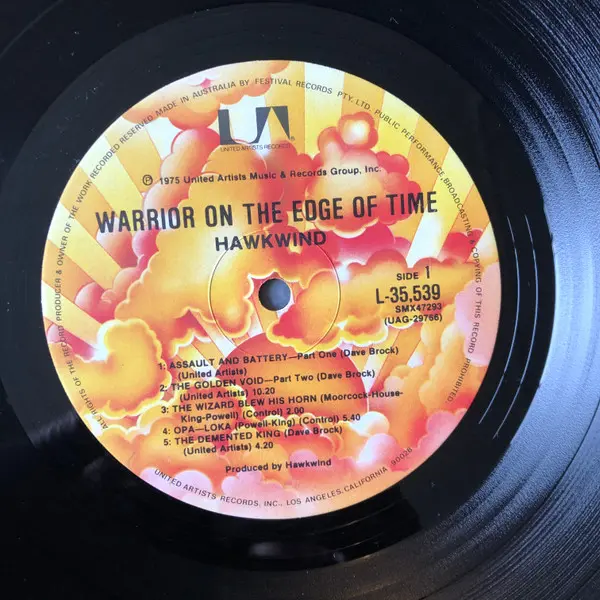 ALL RIGHTS OF THE RECORD PRODUCER & OWNER OF THE WORK RECORDED RESERVED MADE IN AUSTRALIA BY FESTIVAL RECORDS PTY. LTD. PUBLIC PERFORMANCE, BROADCASTING & COPYING OF THIS RECORD PROHIBITED
UA
UNITED ARTISTS RECORDS
℗ 1975 United Artists Music & Records Group, Inc.
WARRIOR ON THE EDGE OF TIME
HAWKWIND
SIDE 1
L-35,539
SMX47293
(UAG-29766)
1: ASSAULT AND BATTERY—Part One (Dave Brock)
(United Artists)
2: THE GOLDEN VOID—Part Two (Dave Brock)
(United Artists) 10.20
3: THE WIZARD BLEW HIS HORN (Moorcock-House-
King-Powell) (Control) 2.00
4: OPA—LOKA (Powell-King) (Control) 5.40
5: THE DEMENTED KING (Dave Brock)
(United Artists) 4.20
Produced by Hawkwind
UNITED ARTISTS RECORDS, INC., LOS ANGELES, CALIFORNIA 90028